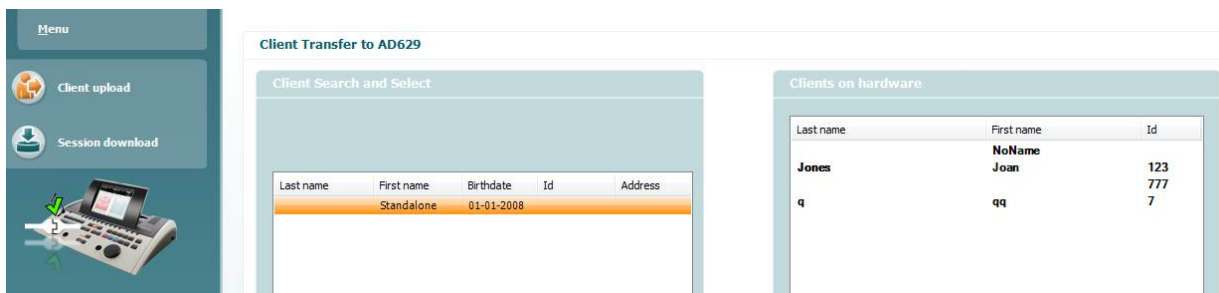 Menu
Client upload
Session download
Client Transfer to AD629
Client Search and Select
Last name First name Birthdate Id Address
Standalone 01-01-2008
Clients on hardware
Last name First name Id
NoName
Jones Joan 123
777
q qq 7